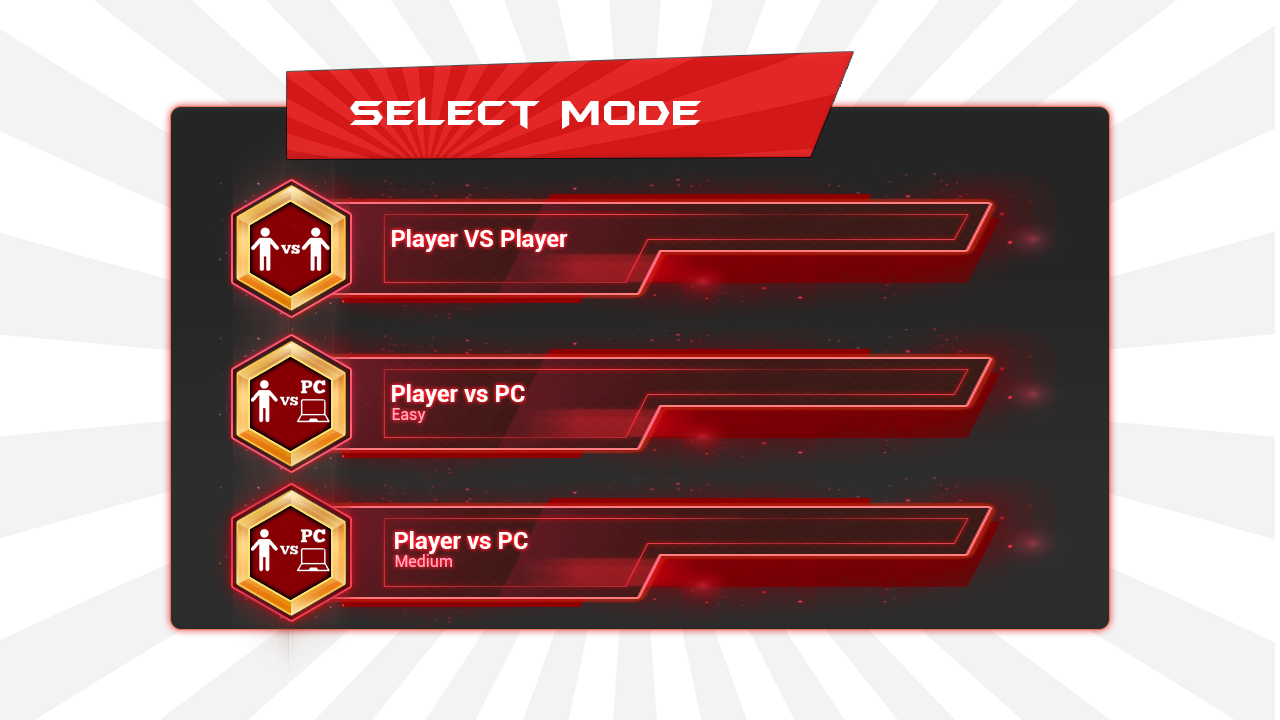 SELECT MODE
VS
Player VS Player
PC
VS
Player vs PC
Easy
PC
VS
Player vs PC
Medium